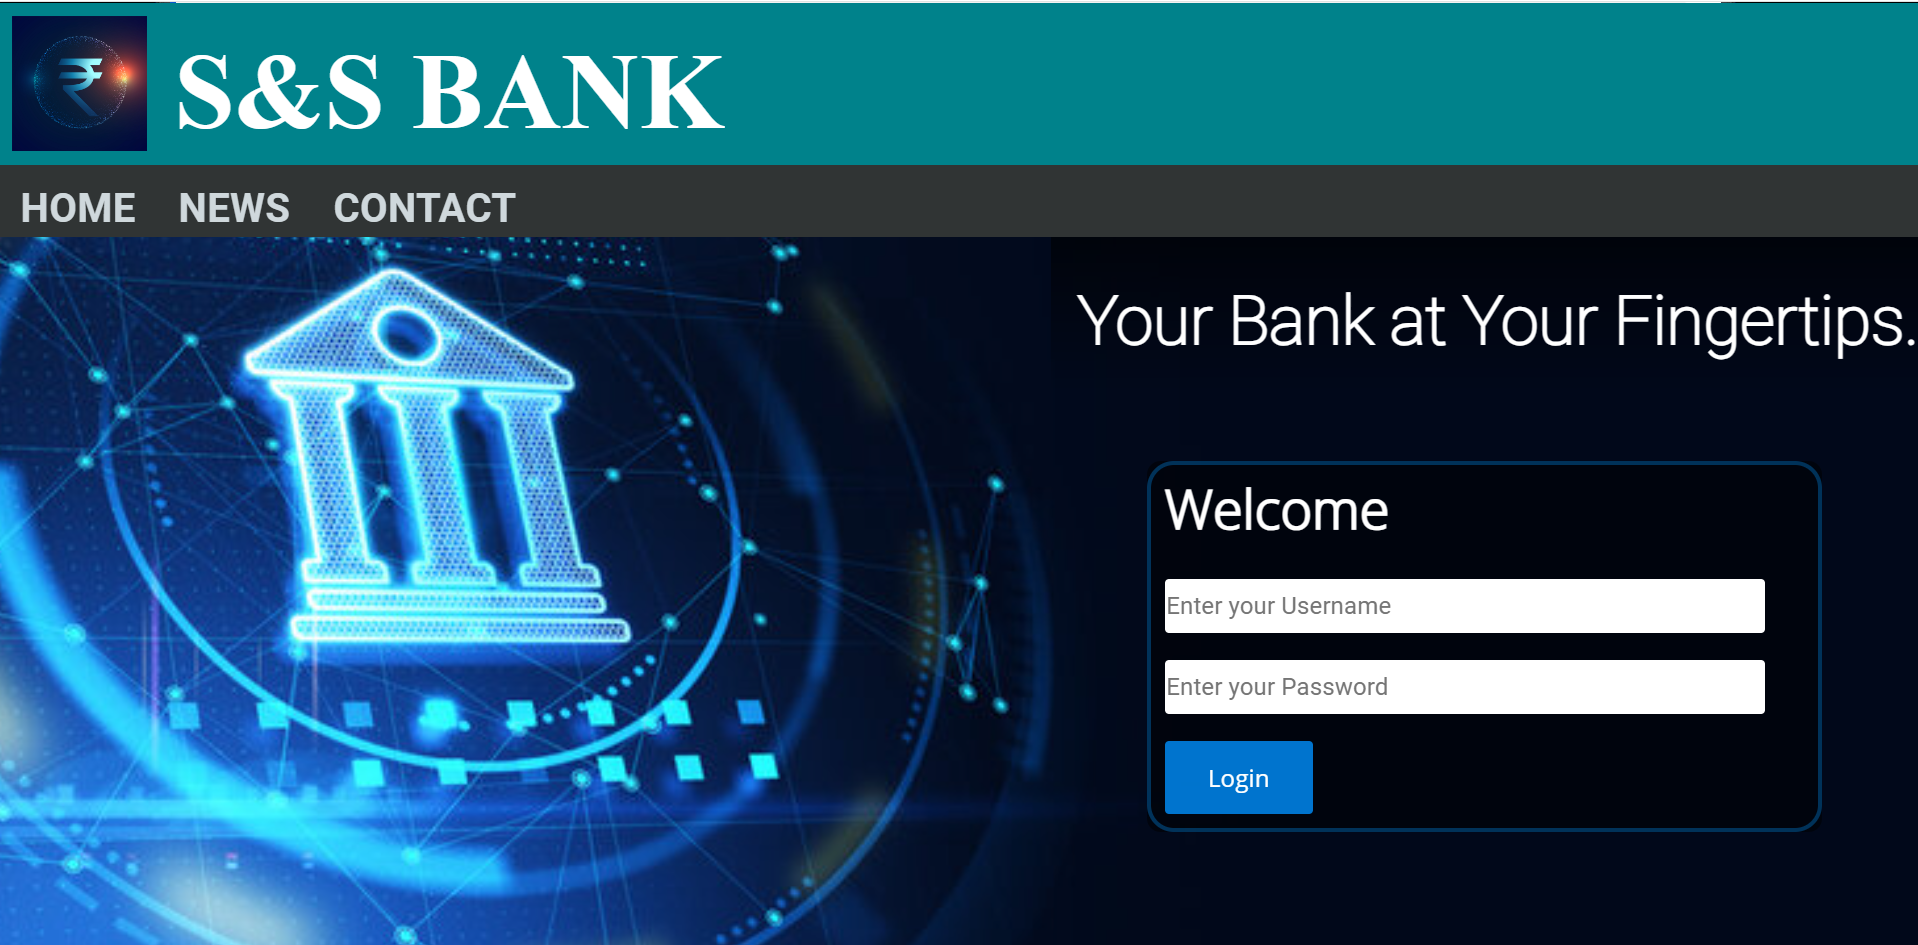 ₹
S&S BANK
HOME NEWS CONTACT
Your Bank at Your Fingertips.
Welcome
Enter your Username
Enter your Password
Login